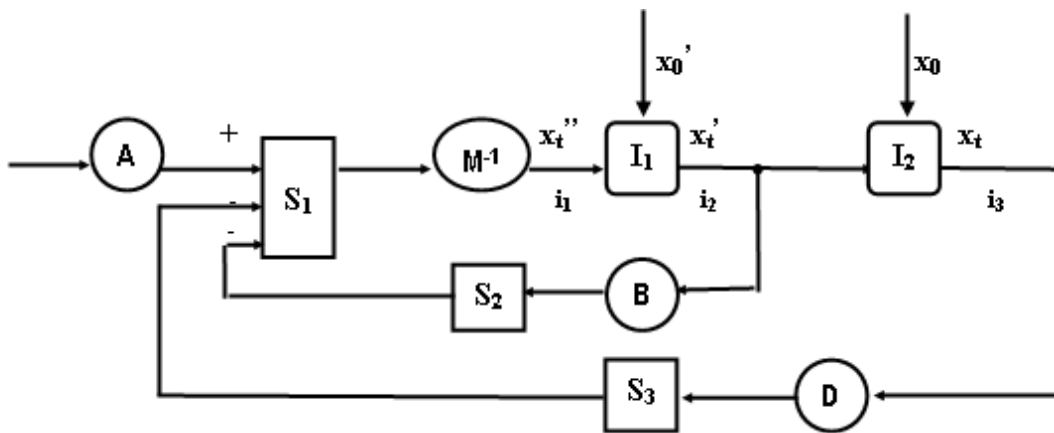 x₀’
x₀
A
+
-
-
S₁
M⁻¹
xₜ’’
i₁
I₁
xₜ’
i₂
I₂
xₜ
i₃
S₂
B
S₃
D